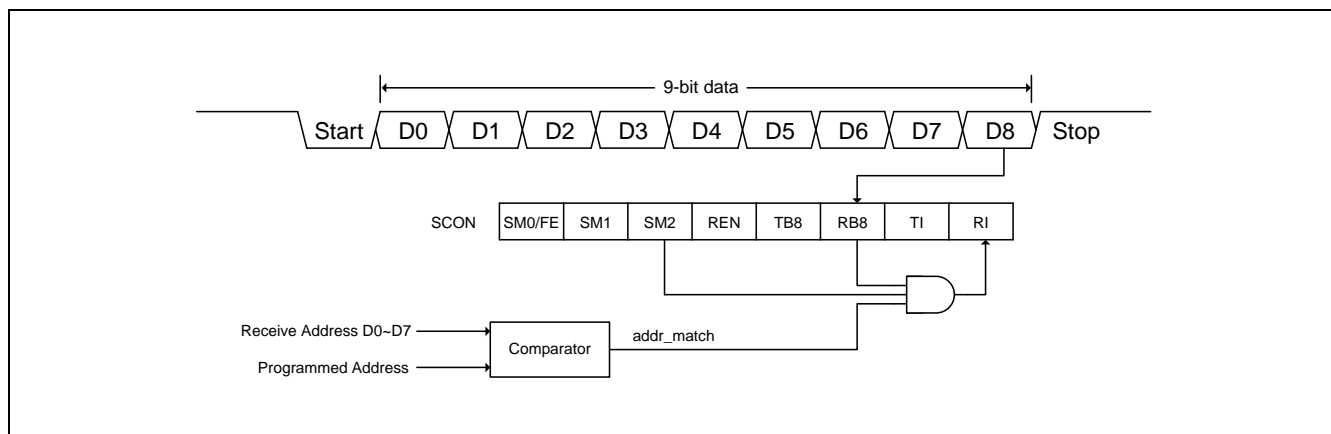 9-bit data
Start D0 D1 D2 D3 D4 D5 D6 D7 D8 Stop
SCON SM0/FE SM1 SM2 REN TB8 RB8 TI RI
Receive Address D0~D7
Comparator
addr_match
Programmed Address